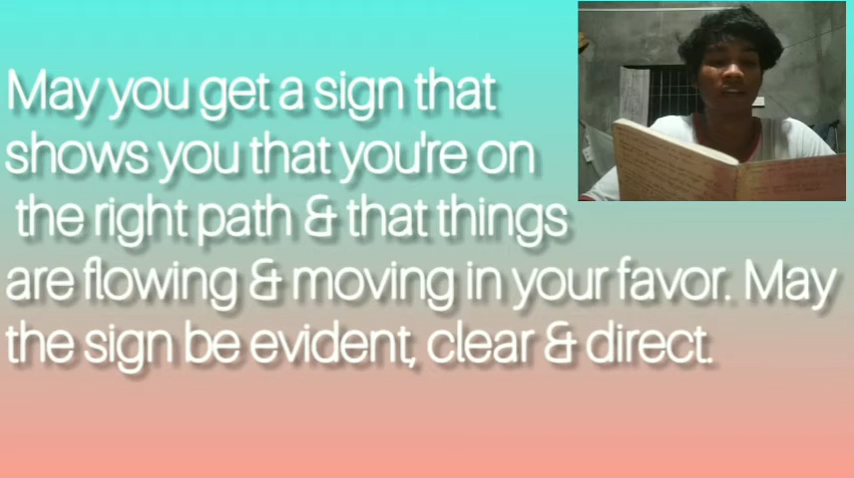 May you get a sign that
shows you that you're on
the right path & that things
are flowing & moving in your favor. May
the sign be evident, clear & direct.